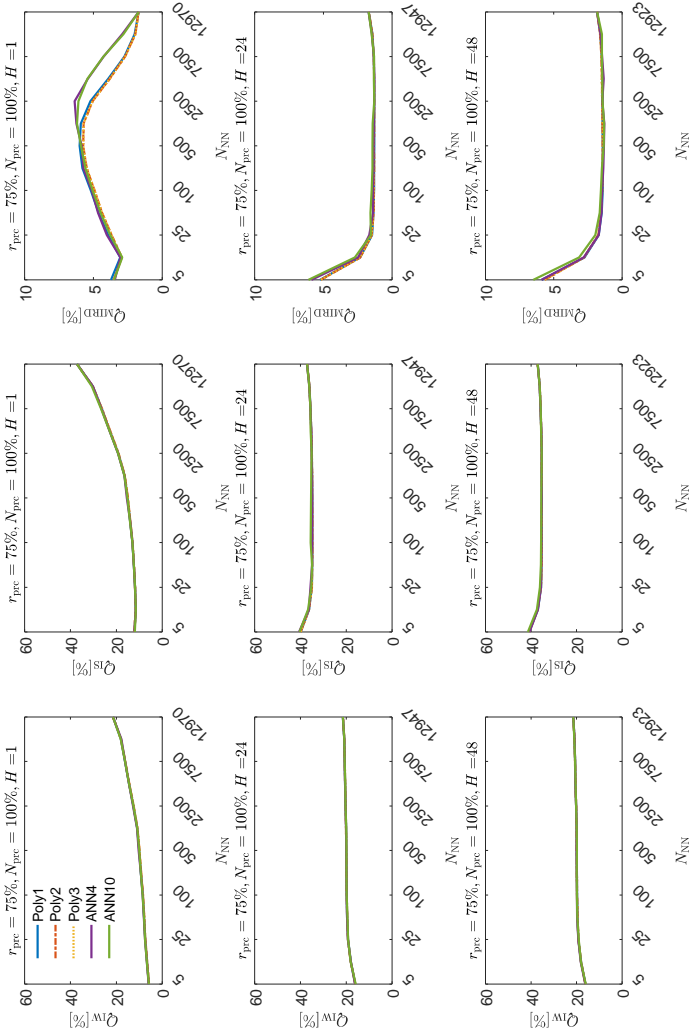 r_prc = 75%, N_prc = 100%, H = 1
Q_IW[%]
60
40
20
0
Poly1
Poly2
Poly3
ANN4
ANN10
5 25 100 500 2500 7500 12970
N_NN
r_prc = 75%, N_prc = 100%, H = 1
Q_IS[%]
60
40
20
0
5 25 100 500 2500 7500 12970
N_NN
r_prc = 75%, N_prc = 100%, H = 1
Q_MIRD[%]
10
5
0
5 25 100 500 2500 7500 12970
N_NN
r_prc = 75%, N_prc = 100%, H = 24
Q_IW[%]
60
40
20
0
5 25 100 500 2500 7500 12947
N_NN
r_prc = 75%, N_prc = 100%, H = 24
Q_IS[%]
60
40
20
0
5 25 100 500 2500 7500 12947
N_NN
r_prc = 75%, N_prc = 100%, H = 24
Q_MIRD[%]
10
5
0
5 25 100 500 2500 7500 12947
N_NN
r_prc = 75%, N_prc = 100%, H = 48
Q_IW[%]
60
40
20
0
5 25 100 500 2500 7500 12923
N_NN
r_prc = 75%, N_prc = 100%, H = 48
Q_IS[%]
60
40
20
0
5 25 100 500 2500 7500 12923
N_NN
r_prc = 75%, N_prc = 100%, H = 48
Q_MIRD[%]
10
5
0
5 25 100 500 2500 7500 12923
N_NN